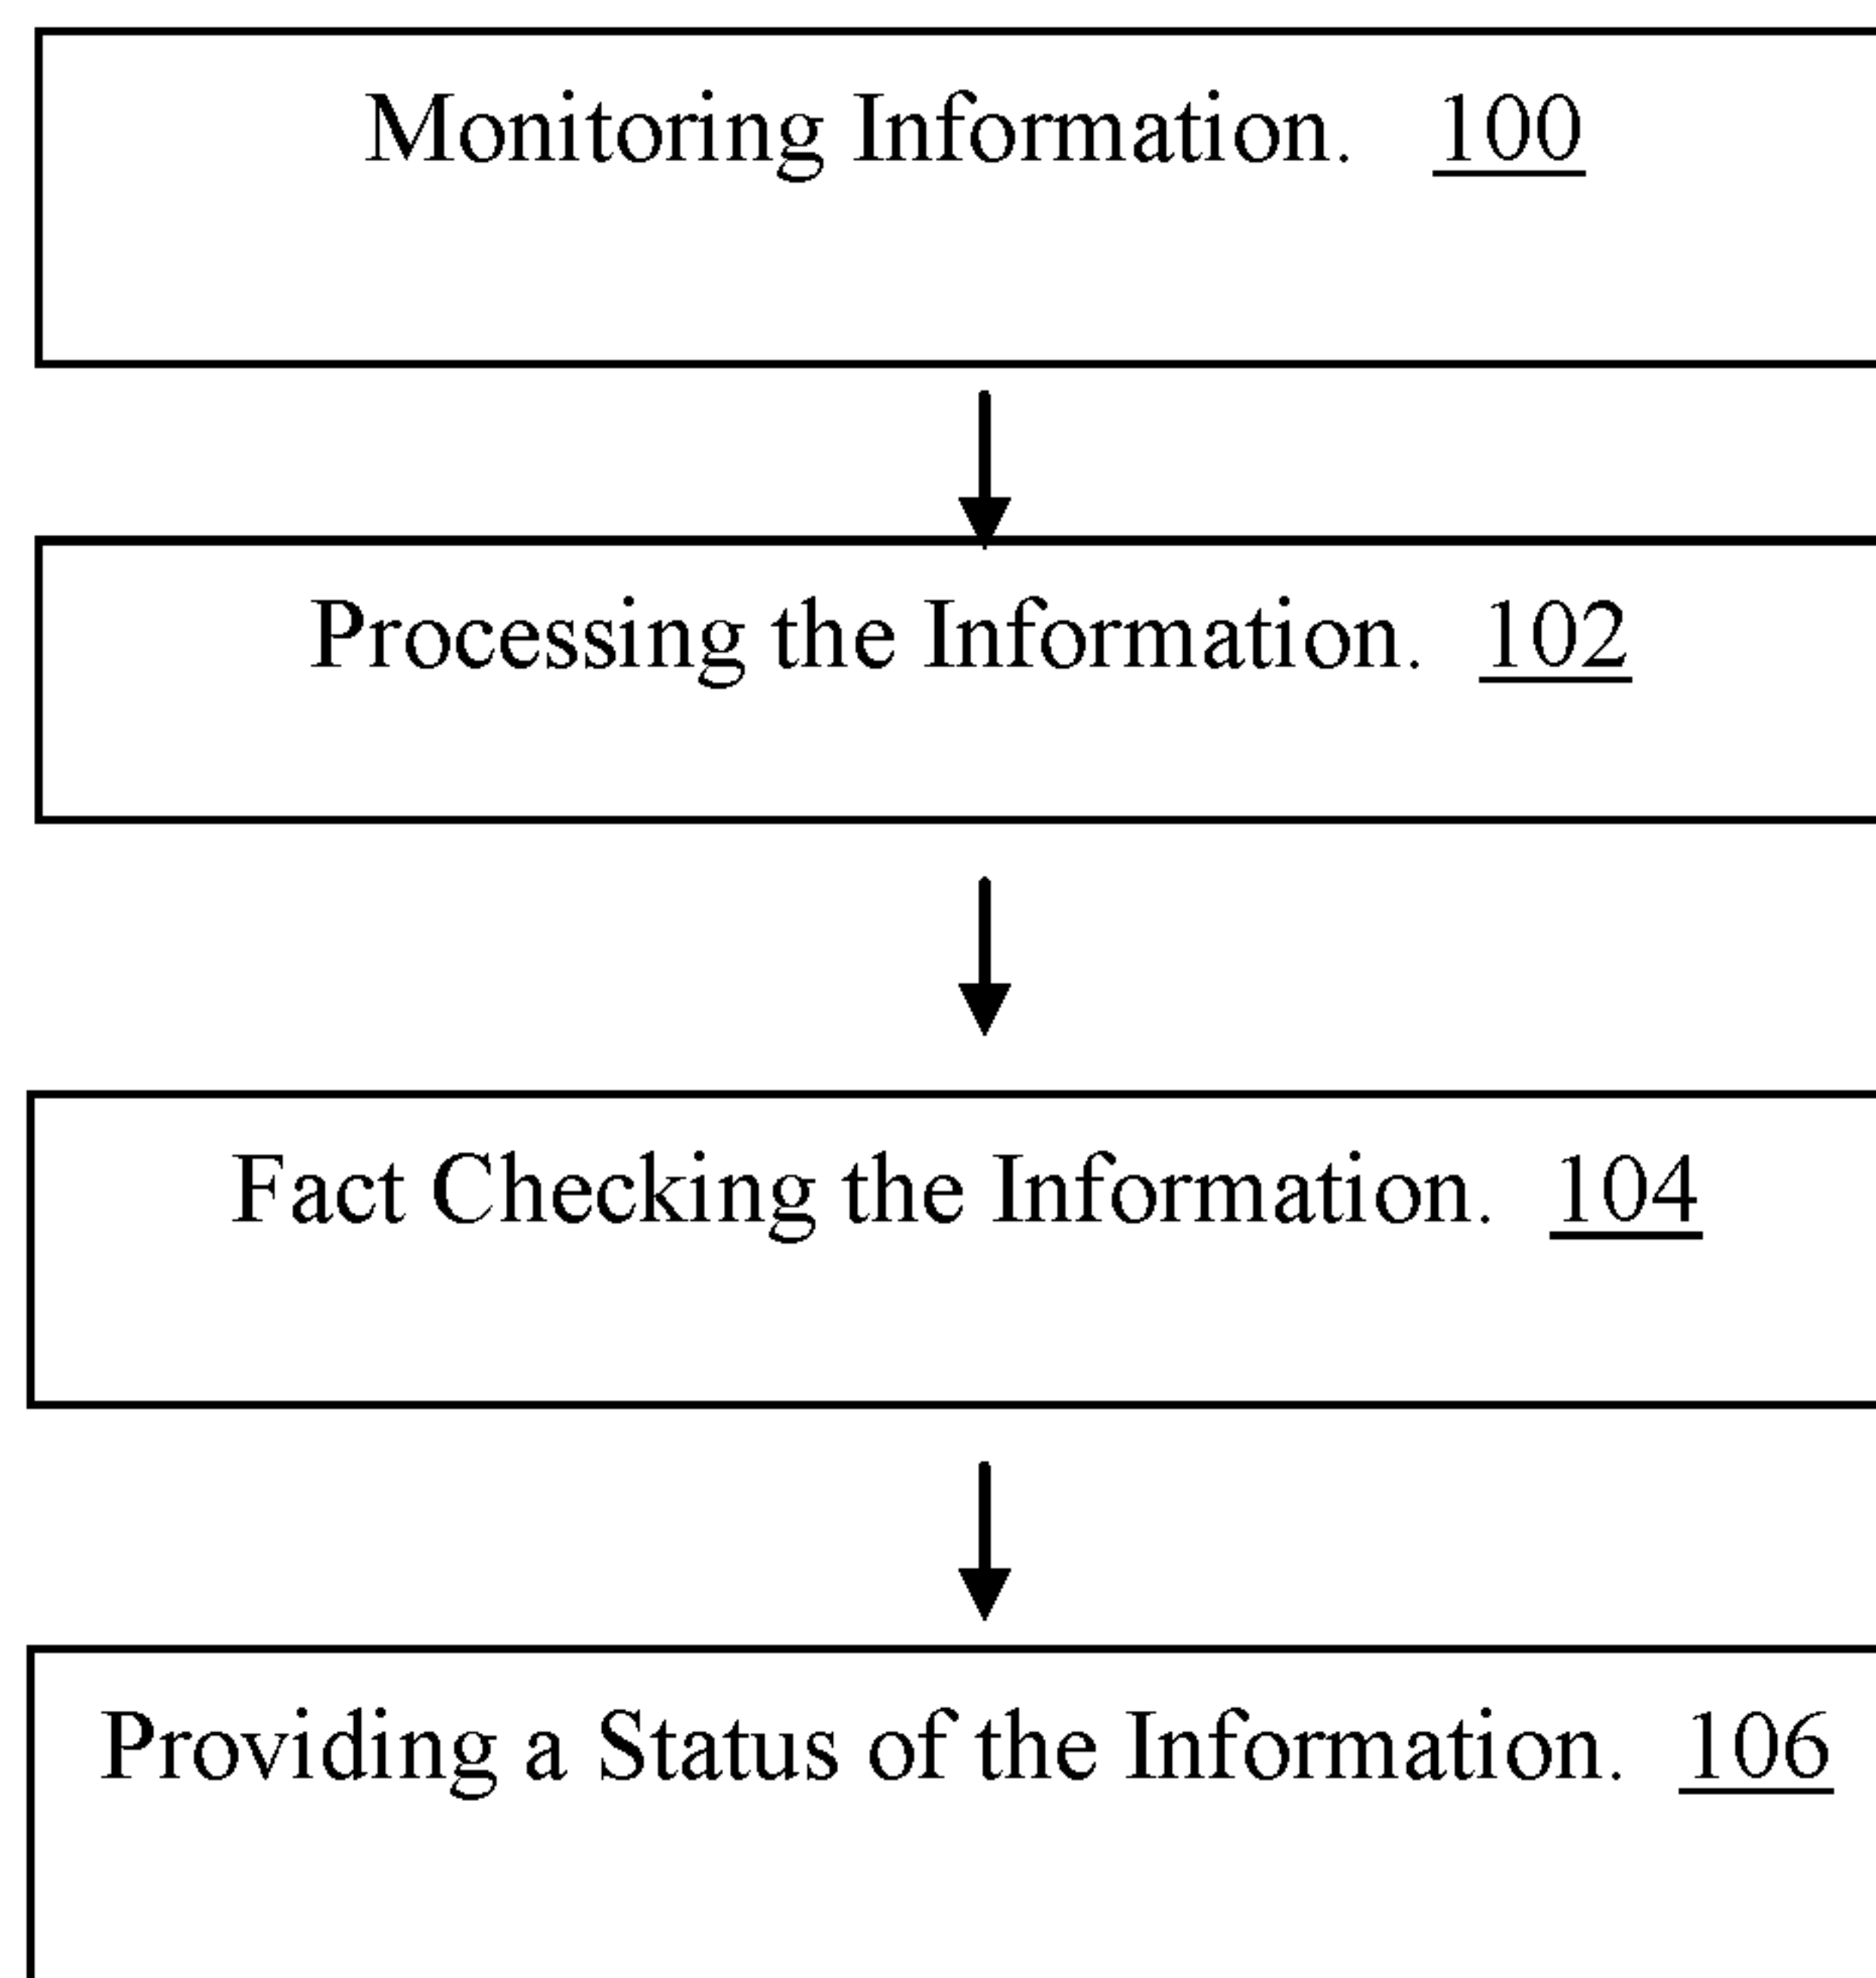 Monitoring Information. 100
Processing the Information. 102
Fact Checking the Information. 104
Providing a Status of the Information. 106